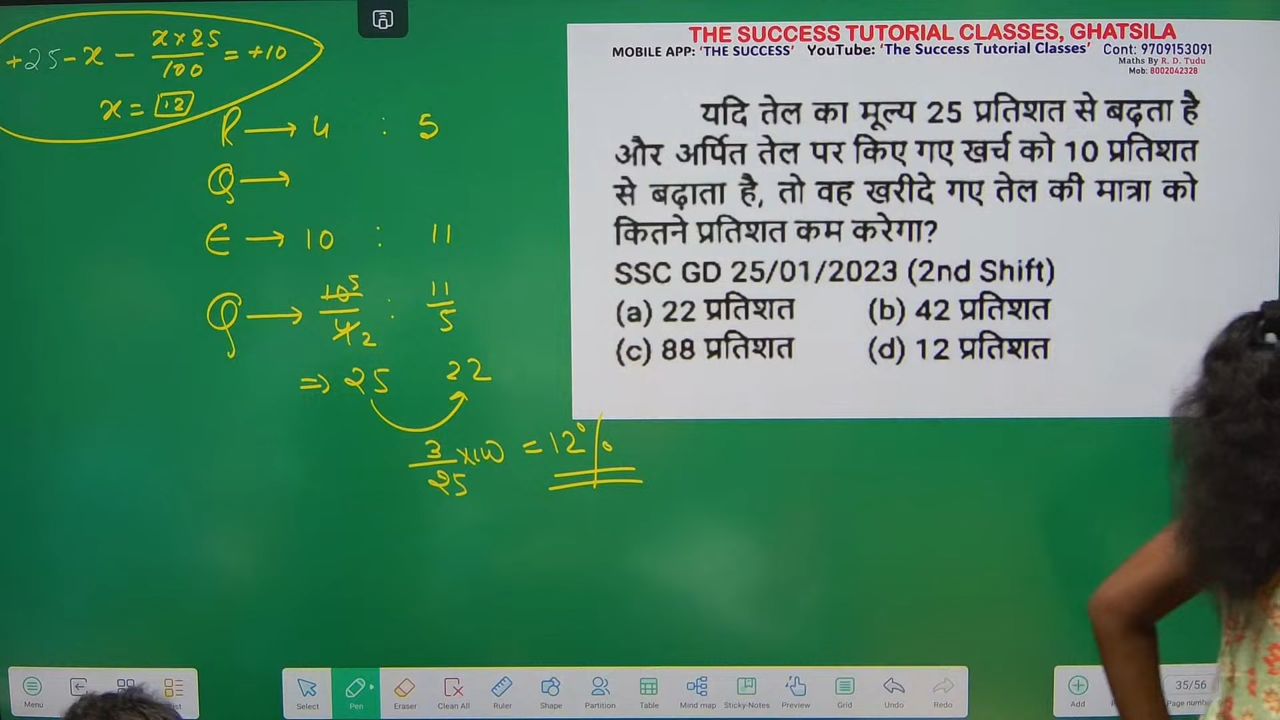 +25 - x - x×25/100 = +10
x = 12
R → 4 : 5
Q →
E → 10 : 11
Q → 10 5/4 2 : 11/5
⇒ 25 22
3/25 ×100 = 12%
THE SUCCESS TUTORIAL CLASSES, GHATSILA
MOBILE APP: 'THE SUCCESS' YouTube: 'The Success Tutorial Classes' Cont: 9709153091
Maths By R. D. Tudu
Mob: 8002042328
यदि तेल का मूल्य 25 प्रतिशत से बढ़ता है
और अर्पित तेल पर किए गए खर्च को 10 प्रतिशत
से बढ़ाता है, तो वह खरीदे गए तेल की मात्रा को
कितने प्रतिशत कम करेगा?
SSC GD 25/01/2023 (2nd Shift)
(a) 22 प्रतिशत (b) 42 प्रतिशत
(c) 88 प्रतिशत (d) 12 प्रतिशत
Menu
Select Pen Eraser Clean All Ruler Shape Partition Table Mind map Sticky-Notes Preview Grid Undo Redo
Add
35/56
Page number